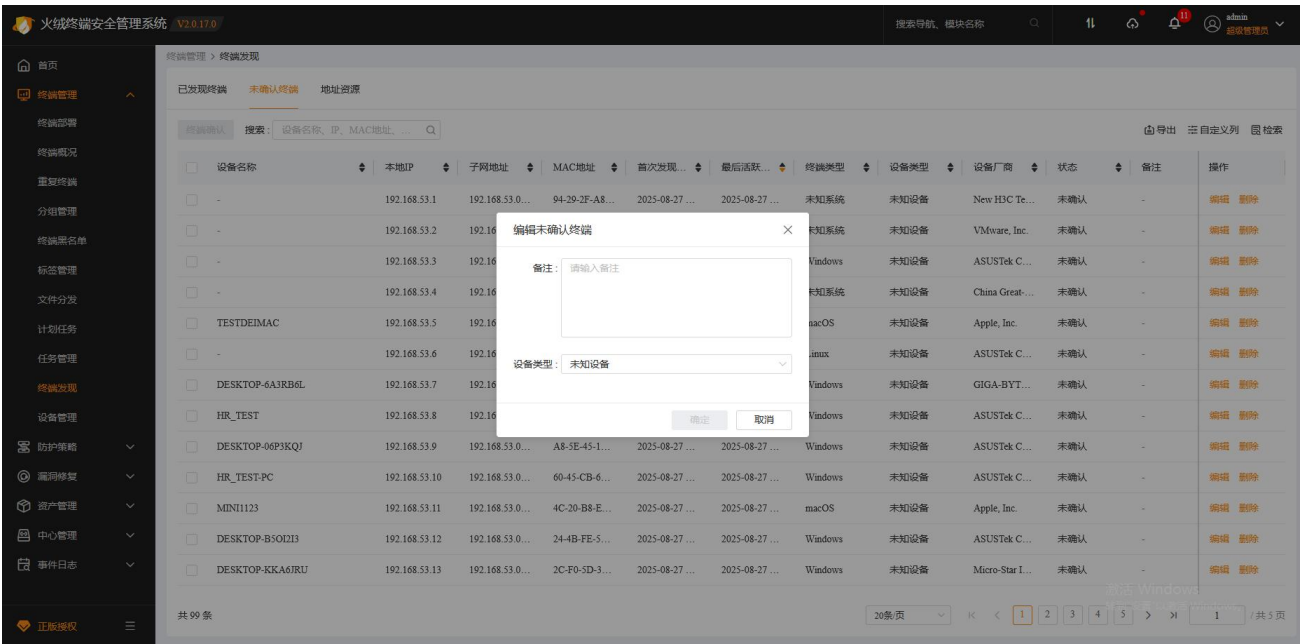 火绒终端安全管理系统 V2.0.17.0 搜索导航、模块名称 11 admin
超级管理员
首页
终端管理
终端部署
终端概况
重复终端
分组管理
终端黑名单
标签管理
文件分发
计划任务
任务管理
终端发现
设备管理
防护策略
漏洞修复
资产管理
中心管理
事件日志
正版授权
终端管理 > 终端发现
已发现终端 未确认终端 地址资源
终端确认 搜索: 设备名称、IP、MAC地址、... 导出 自定义列 检索
设备名称 本地IP 子网地址 MAC地址 首次发现... 最后活跃... 终端类型 设备类型 设备厂商 状态 备注 操作
- 192.168.53.1 192.168.53.0... 94-29-2F-A8... 2025-08-27 ... 2025-08-27 ... 未知系统 未知设备 New H3C Te... 未确认 - 编辑 删除
- 192.168.53.2 192.16 未知系统 未知设备 VMware, Inc. 未确认 - 编辑 删除
- 192.168.53.3 192.16 Windows 未知设备 ASUSTek C... 未确认 - 编辑 删除
- 192.168.53.4 192.16 未知系统 未知设备 China Great-... 未确认 - 编辑 删除
TESTDEIMAC 192.168.53.5 192.16 macOS 未知设备 Apple, Inc. 未确认 - 编辑 删除
- 192.168.53.6 192.16 Linux 未知设备 ASUSTek C... 未确认 - 编辑 删除
DESKTOP-6A3RB6L 192.168.53.7 192.16 Windows 未知设备 GIGA-BYT... 未确认 - 编辑 删除
HR_TEST 192.168.53.8 192.16 Windows 未知设备 ASUSTek C... 未确认 - 编辑 删除
DESKTOP-06P3KQJ 192.168.53.9 192.168.53.0... A8-5E-45-1... 2025-08-27 ... 2025-08-27 ... Windows 未知设备 ASUSTek C... 未确认 - 编辑 删除
HR_TEST-PC 192.168.53.10 192.168.53.0... 60-45-CB-6... 2025-08-27 ... 2025-08-27 ... Windows 未知设备 ASUSTek C... 未确认 - 编辑 删除
MINI1123 192.168.53.11 192.168.53.0... 4C-20-B8-E... 2025-08-27 ... 2025-08-27 ... macOS 未知设备 Apple, Inc. 未确认 - 编辑 删除
DESKTOP-B5OI2I3 192.168.53.12 192.168.53.0... 24-4B-FE-5... 2025-08-27 ... 2025-08-27 ... Windows 未知设备 ASUSTek C... 未确认 - 编辑 删除
DESKTOP-KKA6JRU 192.168.53.13 192.168.53.0... 2C-F0-5D-3... 2025-08-27 ... 2025-08-27 ... Windows 未知设备 Micro-Star I... 未确认 - 编辑 删除
编辑未确认终端
备注: 请输入备注
设备类型: 未知设备
确定 取消
激活 Windows
共 99 条 20条/页 1 2 3 4 5 1 /共 5 页